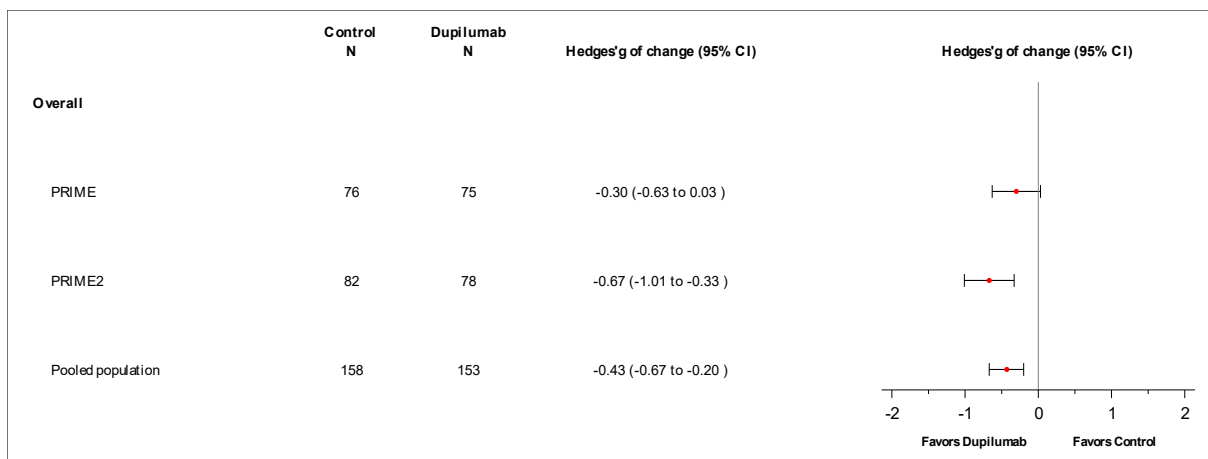 Control Dupilumab
N N Hedges'g of change (95% CI) Hedges'g of change (95% CI)
Overall
PRIME 76 75 -0.30 (-0.63 to 0.03 )
PRIME2 82 78 -0.67 (-1.01 to -0.33 )
Pooled population 158 153 -0.43 (-0.67 to -0.20 )
-2 -1 0 1 2
Favors Dupilumab Favors Control